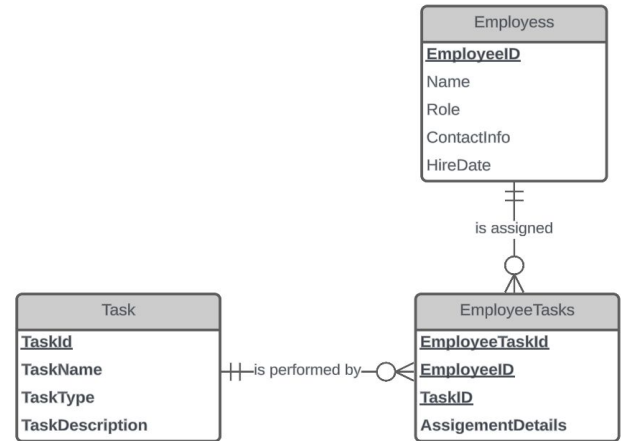 Employess
EmployeeID
Name
Role
ContactInfo
HireDate
is assigned
Task
TaskId
TaskName
TaskType
TaskDescription
is performed by
EmployeeTasks
EmployeeTaskId
EmployeeID
TaskID
AssigementDetails